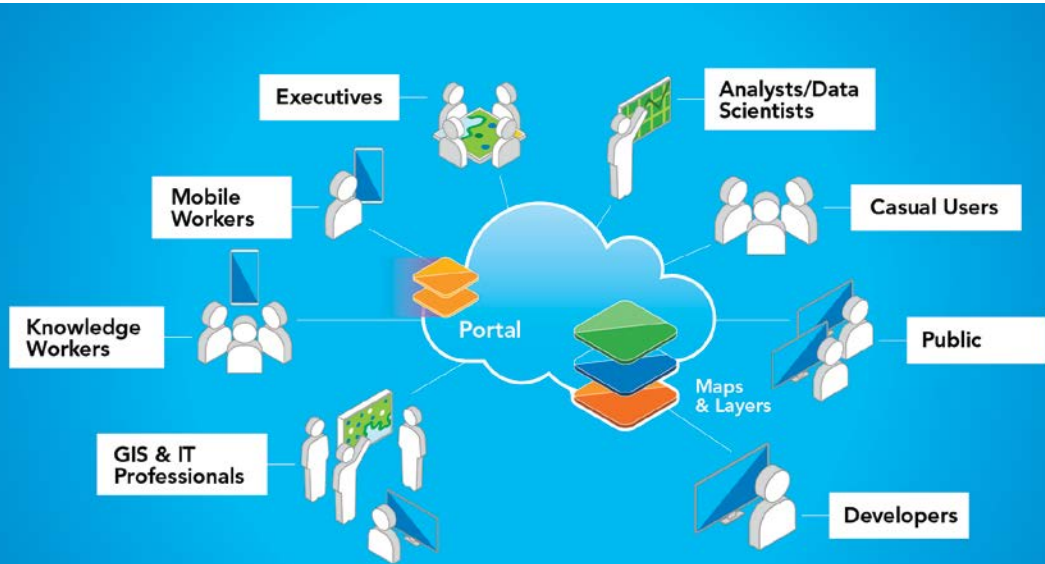 Executives
Analysts/Data
Scientists
Mobile
Workers
Casual Users
Knowledge
Workers
Portal
Public
Maps
& Layers
GIS & IT
Professionals
Developers